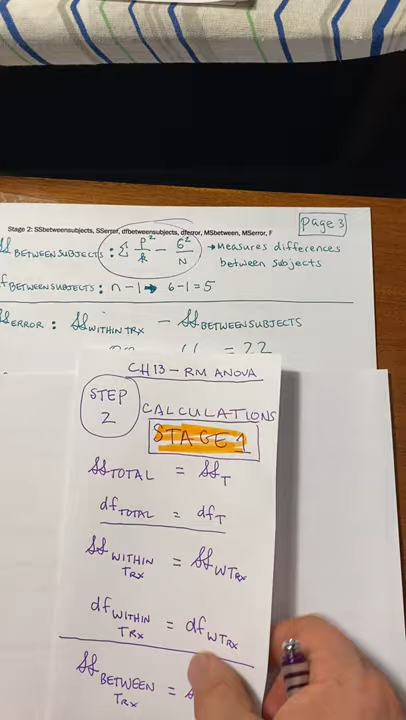 page 3
Stage 2: SSbetweensubjects, SSerror, dfbetweensubjects, dferror, MSbetween, MSerror, F
SS BETWEEN SUBJECTS : Σ P²/k − G²/N → Measures differences between subjects
df BETWEEN SUBJECTS : n − 1 → 6 − 1 = 5
SS ERROR : SS WITHIN TRX − SS BETWEEN SUBJECTS
= 22
CH13 – RM ANOVA
STEP 2
CALCULATIONS
STAGE 1
SS TOTAL = SS T
df TOTAL = df T
SS WITHIN TRX = SS WTRX
df WITHIN TRX = df WTRX
SS BETWEEN TRX =